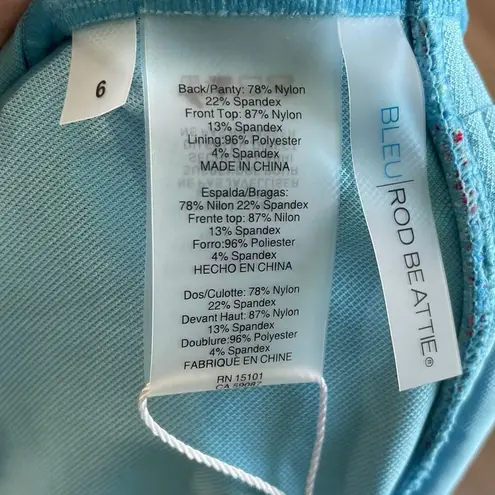 6
Back/Panty: 78% Nylon
22% Spandex
Front Top: 87% Nylon
13% Spandex
Lining:96% Polyester
4% Spandex
MADE IN CHINA
Espalda/Bragas:
78% Nilon 22% Spandex
Frente top: 87% Nilon
13% Spandex
Forro:96% Poliester
4% Spandex
HECHO EN CHINA
Dos/Culotte: 78% Nylon
22% Spandex
Devant Haut: 87% Nylon
13% Spandex
Doublure:96% Polyester
4% Spandex
FABRIQUÉ EN CHINE
RN 15101
CA 59087
BLEU|ROD BEATTIE®